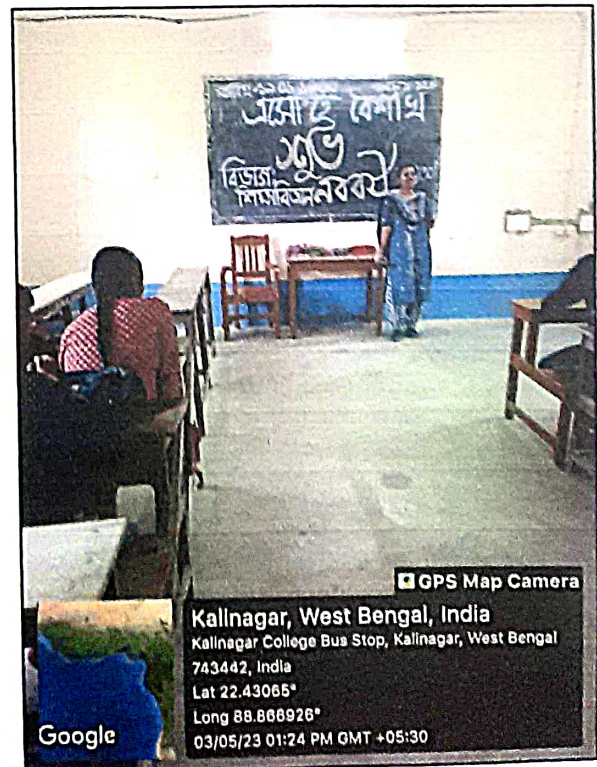 এসো হে বৈশাখ
শুভ
বিভাগ:
নববর্ষ
GPS Map Camera
Kalinagar, West Bengal, India
Kalinagar College Bus Stop, Kalinagar, West Bengal
743442, India
Lat 22.43065°
Long 88.866926°
03/05/23 01:24 PM GMT +05:30
Google